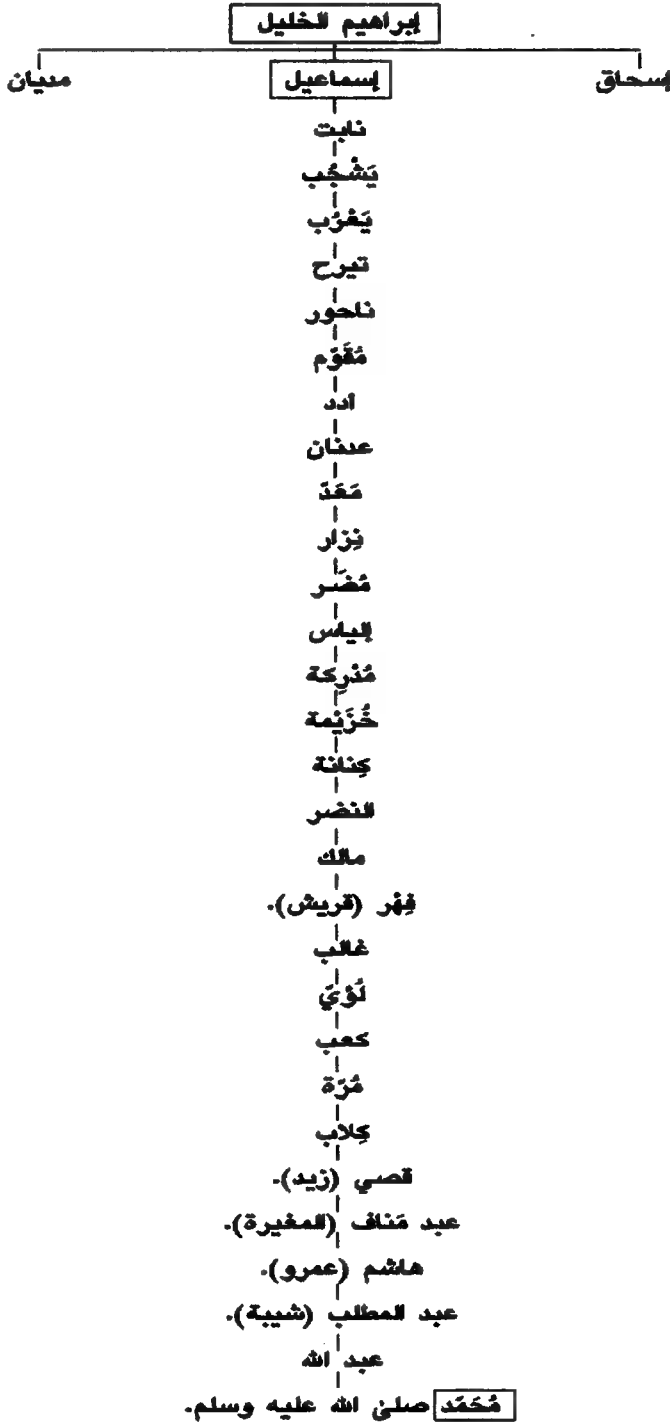 إبراهيم الخليل
إسحاق إسماعيل مديان
نابت
يَشْجُب
يَعْرُب
تيرح
ناحور
مُقَوّم
أدد
عدنان
مَعَدّ
نِزار
مُضَر
إلياس
مُدْرِكة
خُزَيْمة
كِنانة
النضر
مالك
فِهْر (قريش).
غالب
لُؤيّ
كعب
مُرّة
كِلاب
قصي (زيد).
عبد مَناف (المغيرة).
هاشم (عمرو).
عبد المطلب (شيبة).
عبد الله
مُحَمّد صلىٰ الله عليه وسلم.